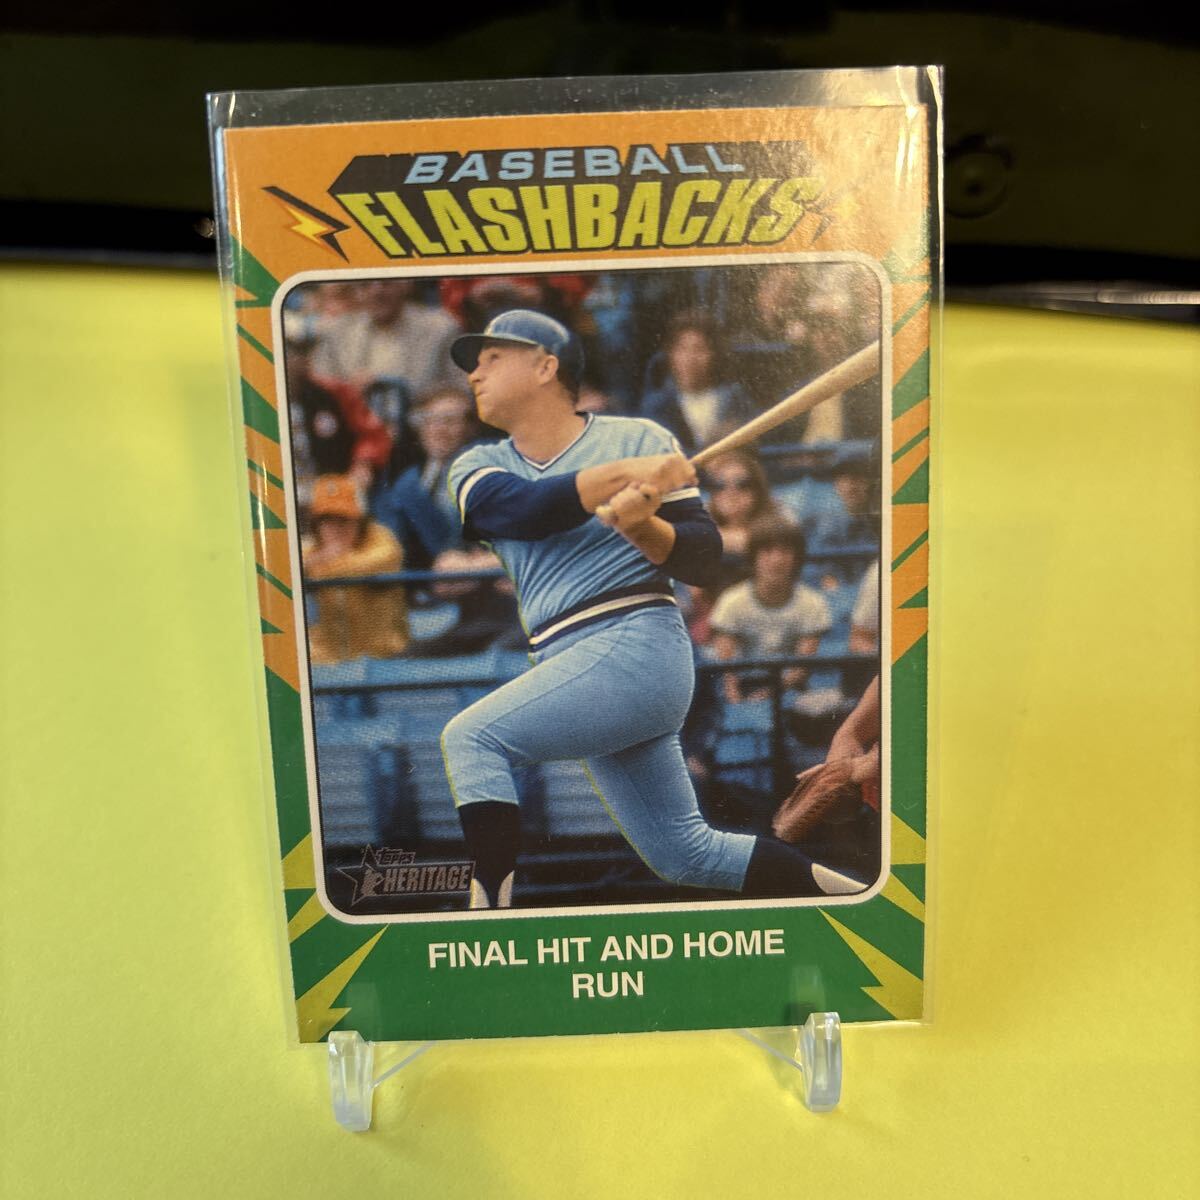 BASEBALL
FLASHBACKS
TOPPS
HERITAGE
FINAL HIT AND HOME
RUN